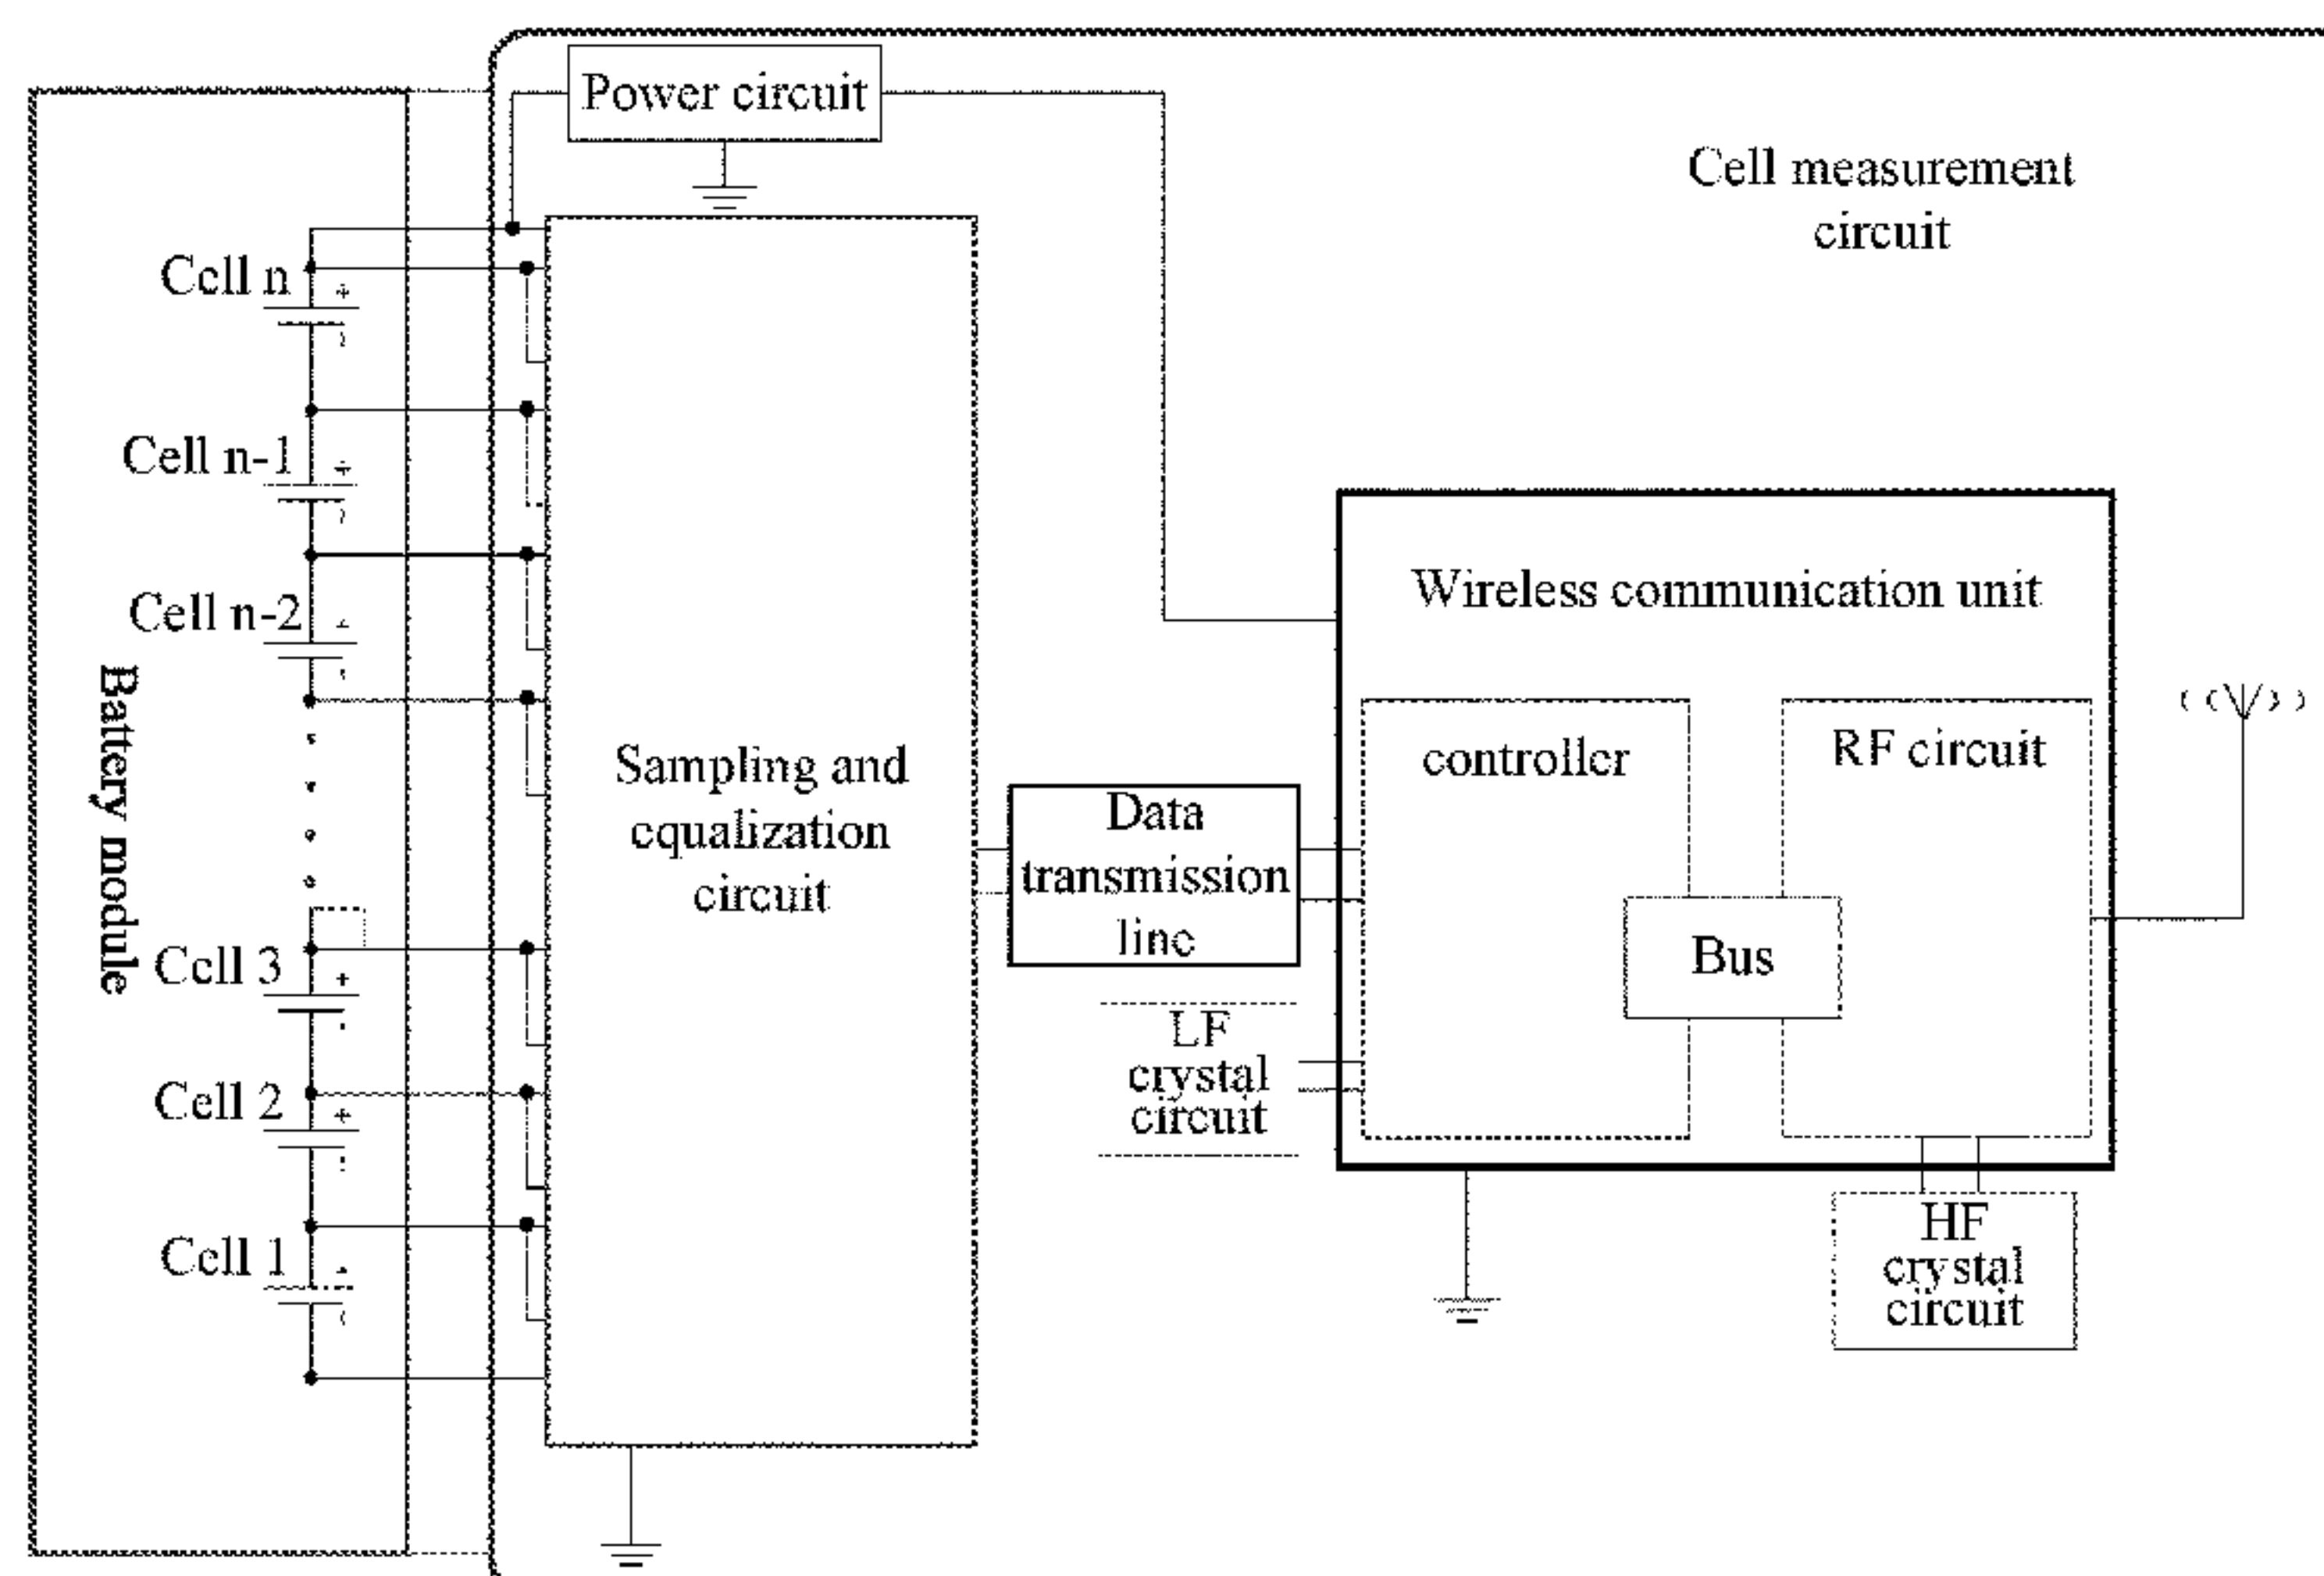 Power circuit
Cell measurement
circuit
Cell n
Cell n-1
Cell n-2
Battery module
Cell 3
Cell 2
Cell 1
Sampling and
equalization
circuit
Data
transmission
line
LF
crystal
circuit
Wireless communication unit
controller
RF circuit
Bus
HF
crystal
circuit